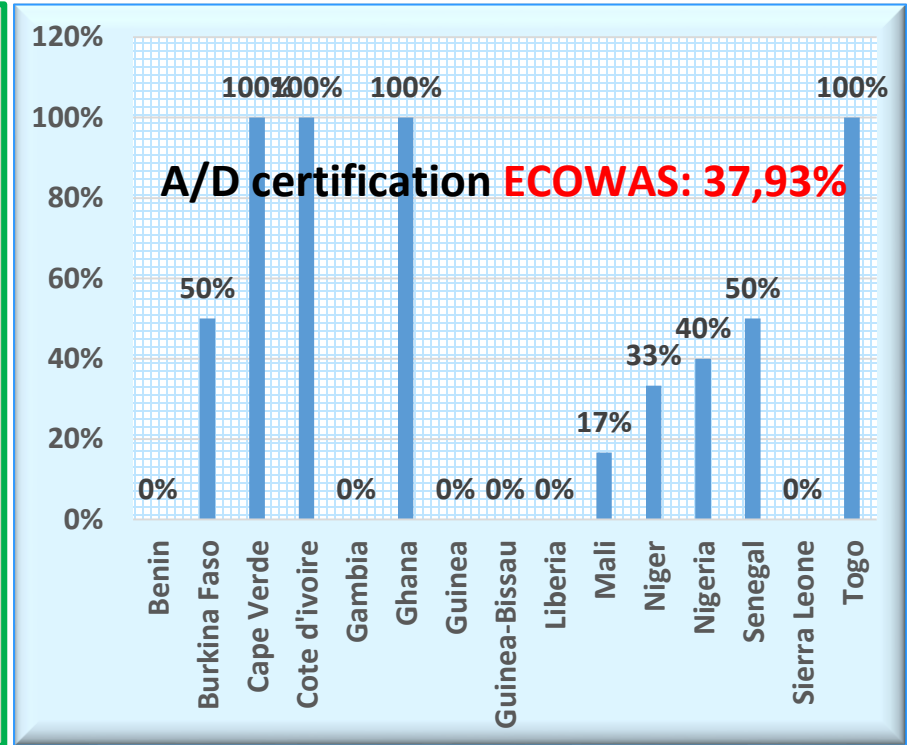 120%
100%
80%
60%
40%
20%
0%
A/D certification ECOWAS: 37,93%
0%
50%
100%
100%
0%
100%
0%
0%
0%
17%
33%
40%
50%
0%
100%
Benin
Burkina Faso
Cape Verde
Cote d'ivoire
Gambia
Ghana
Guinea
Guinea-Bissau
Liberia
Mali
Niger
Nigeria
Senegal
Sierra Leone
Togo